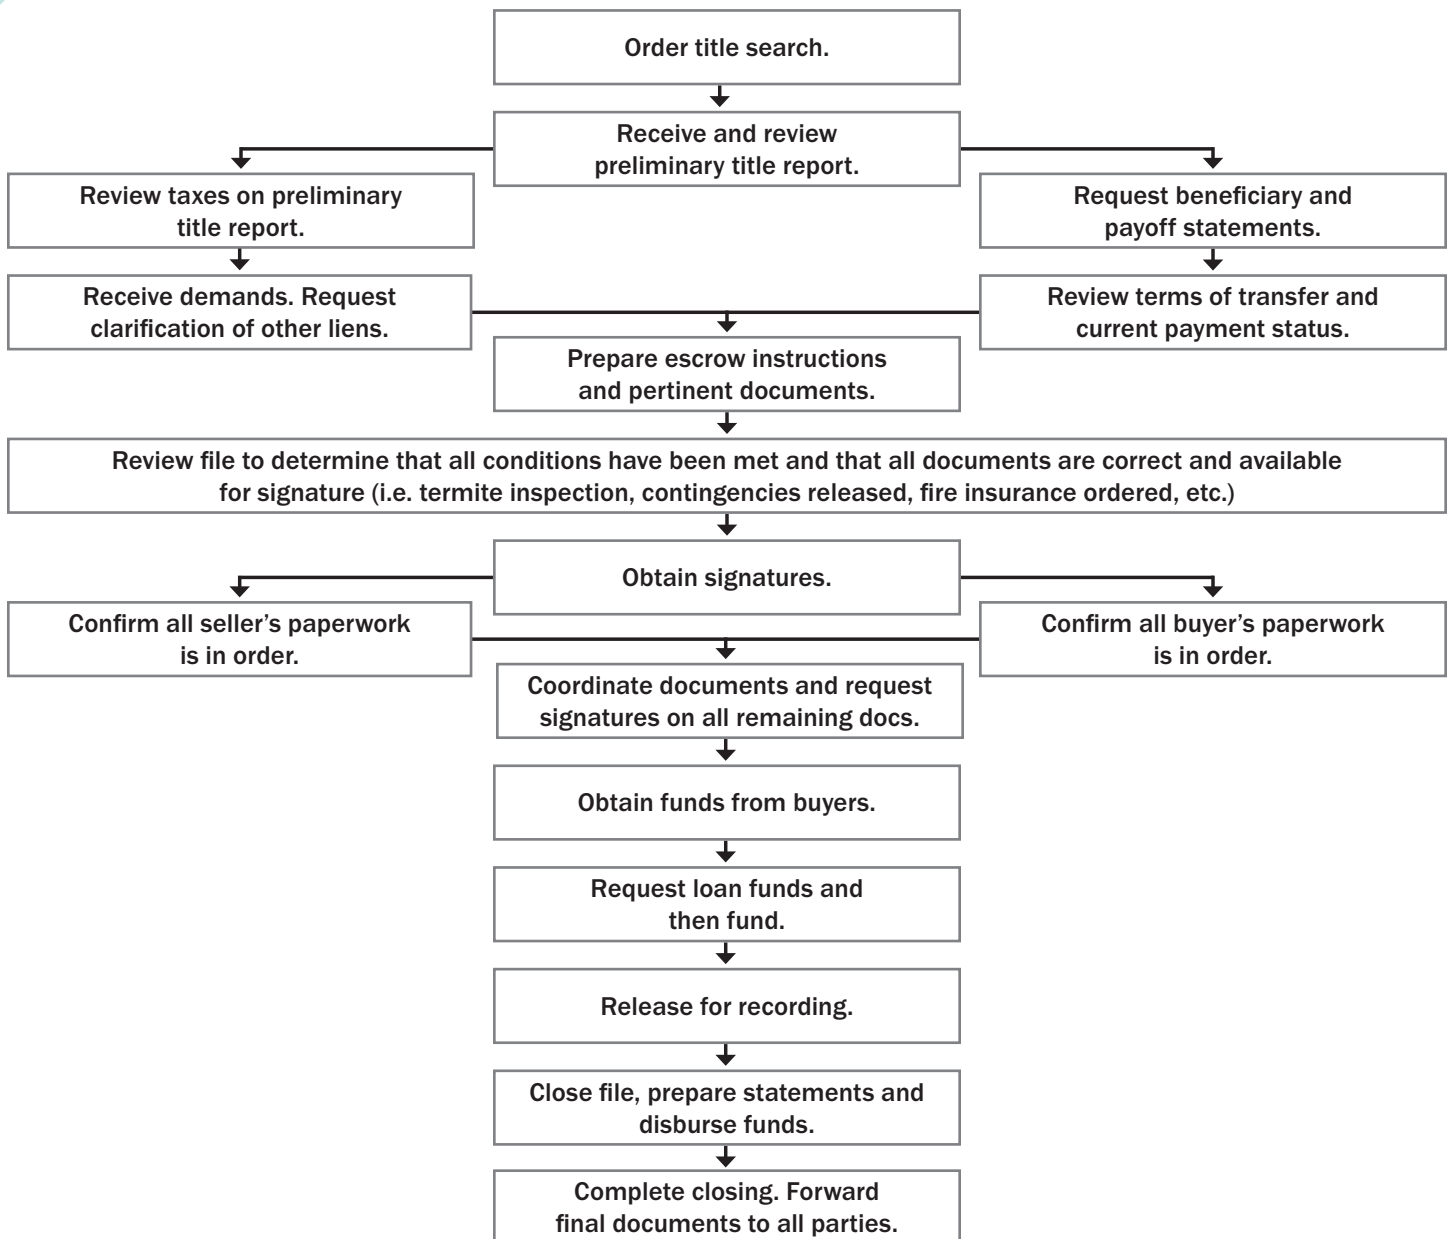 Order title search.
Receive and review
preliminary title report.
Review taxes on preliminary
title report.
Request beneficiary and
payoff statements.
Receive demands. Request
clarification of other liens.
Review terms of transfer and
current payment status.
Prepare escrow instructions
and pertinent documents.
Review file to determine that all conditions have been met and that all documents are correct and available
for signature (i.e. termite inspection, contingencies released, fire insurance ordered, etc.)
Obtain signatures.
Confirm all seller's paperwork
is in order.
Confirm all buyer's paperwork
is in order.
Coordinate documents and request
signatures on all remaining docs.
Obtain funds from buyers.
Request loan funds and
then fund.
Release for recording.
Close file, prepare statements and
disburse funds.
Complete closing. Forward
final documents to all parties.